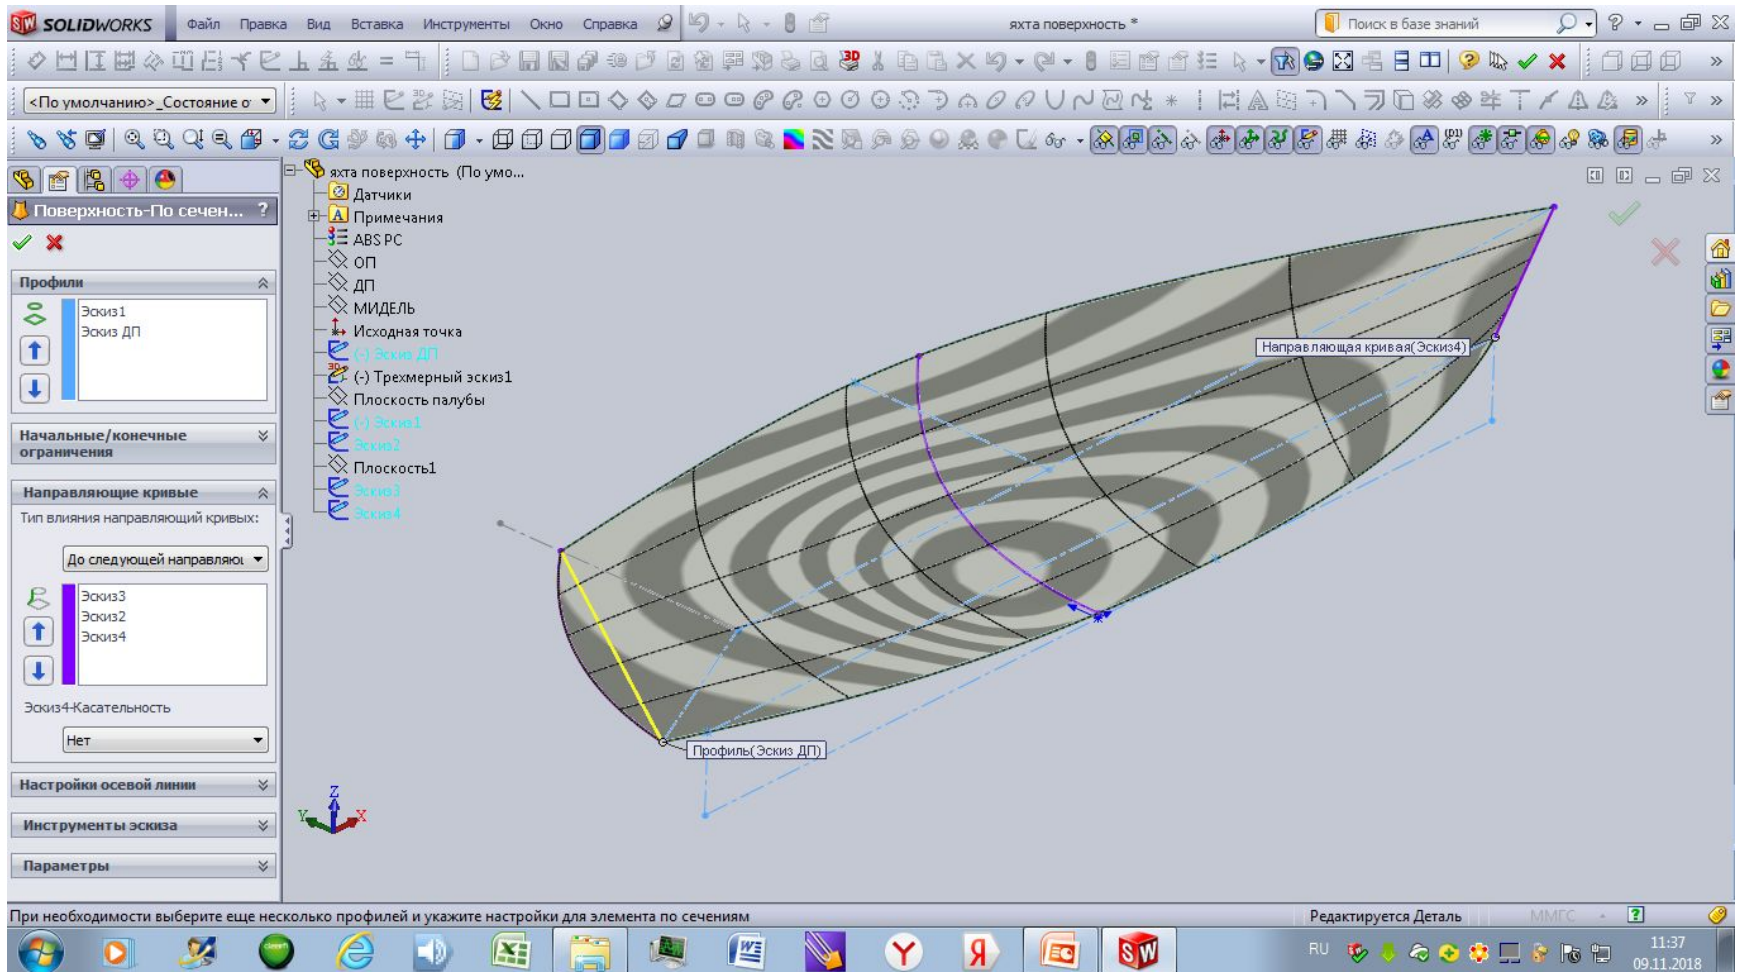 SOLIDWORKS Файл Правка Вид Вставка Инструменты Окно Справка яхта поверхность * Поиск в базе знаний
<По умолчанию>_Состояние о
яхта поверхность (По умо...
Датчики
Примечания
ABS PC
ОП
ДП
МИДЕЛЬ
Исходная точка
(-) Эскиз ДП
(-) Трехмерный эскиз1
Плоскость палубы
(-) Эскиз1
Эскиз2
Плоскость1
Эскиз3
Эскиз4
Поверхность-По сечен... ?
Профили
Эскиз1
Эскиз ДП
Начальные/конечные
ограничения
Направляющие кривые
Тип влияния направляющий кривых:
До следующей направляющ
Эскиз3
Эскиз2
Эскиз4
Эскиз4-Касательность
Нет
Настройки осевой линии
Инструменты эскиза
Параметры
Направляющая кривая(Эскиз4)
Профиль(Эскиз ДП)
Z
Y
X
При необходимости выберите еще несколько профилей и укажите настройки для элемента по сечениям Редактируется Деталь ММГС
RU 11:37
09.11.2018